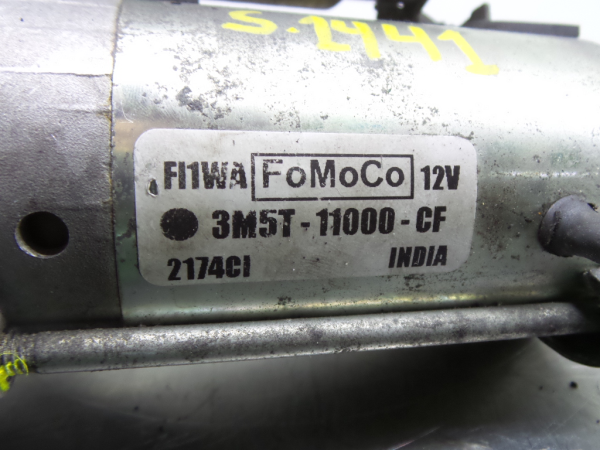 S.2441
FI1WA FoMoCo 12V
3M5T-11000-CF
2174CI INDIA